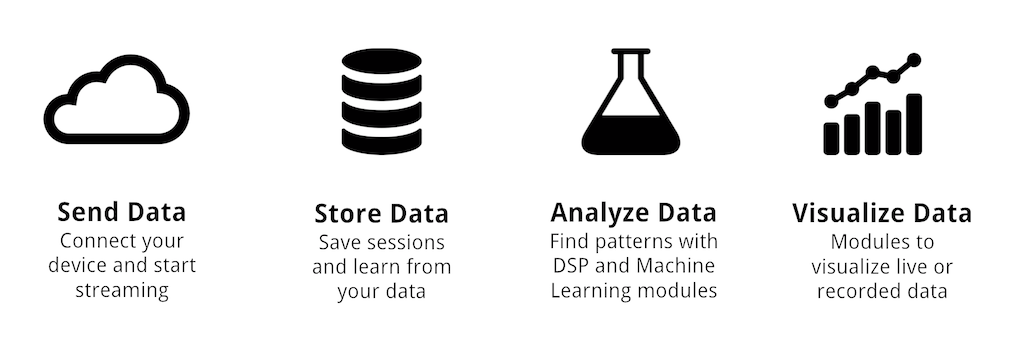 Send Data
Connect your
device and start
streaming
Store Data
Save sessions
and learn from
your data
Analyze Data
Find patterns with
DSP and Machine
Learning modules
Visualize Data
Modules to
visualize live or
recorded data